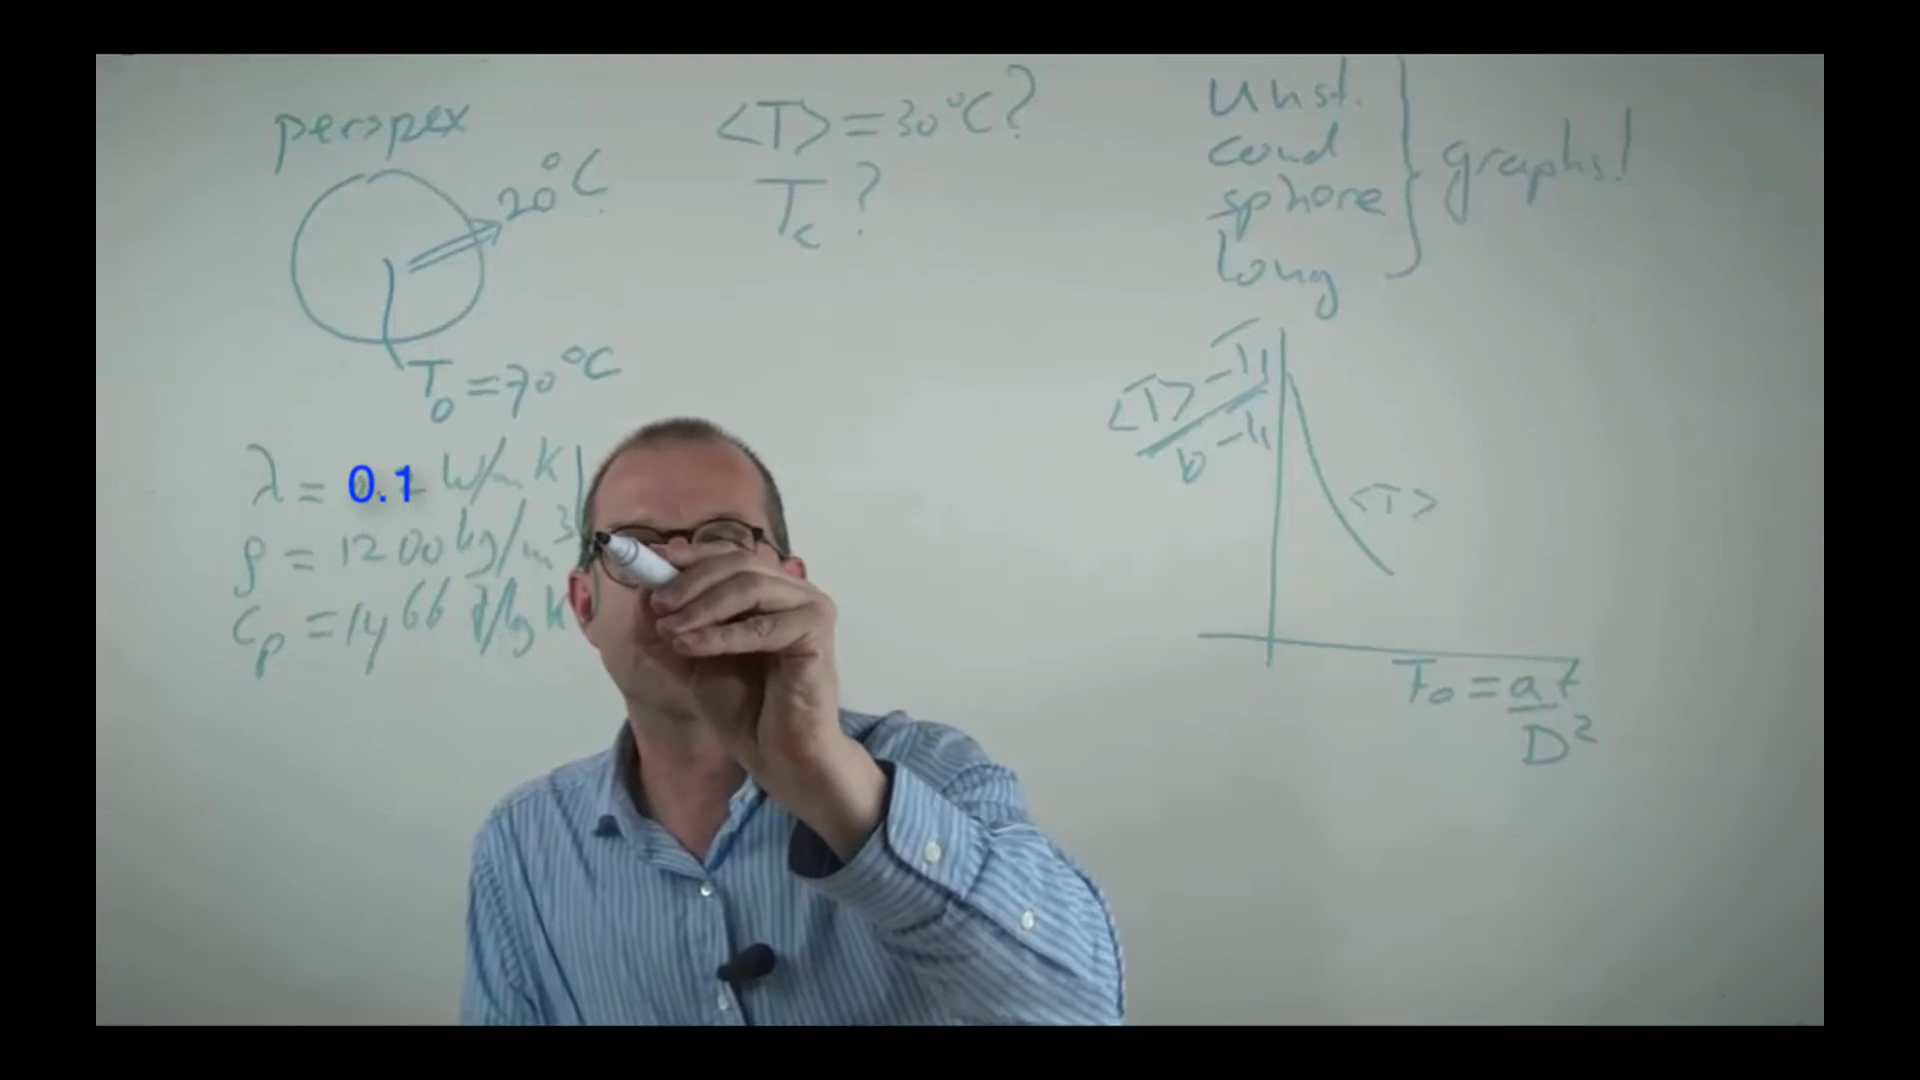 perspex
20°C
T₀ = 70°C
λ = 0.1 W/m K
ρ = 1200 kg/m³
Cp = 1466 J/kg K
<T> = 30°C?
Tc ?
Unst.
cond
sphere
long
graphs!
<T> - T₁
T₀ - T₁
<T>
Fo = at
D²